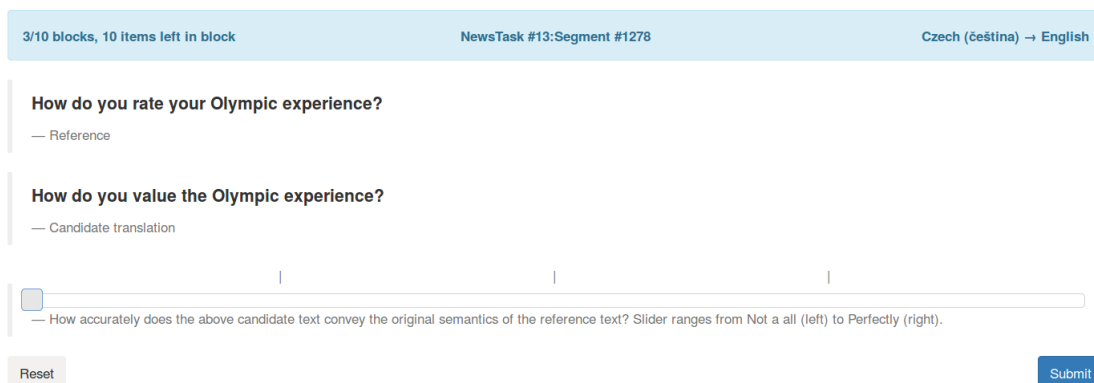 3/10 blocks, 10 items left in block NewsTask #13:Segment #1278 Czech (čeština) → English
How do you rate your Olympic experience?
— Reference
How do you value the Olympic experience?
— Candidate translation
— How accurately does the above candidate text convey the original semantics of the reference text? Slider ranges from Not a all (left) to Perfectly (right).
Reset Submit